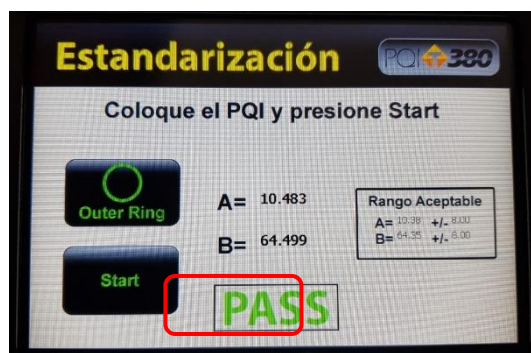 Estandarización
PQI 380
Coloque el PQI y presione Start
Outer Ring
A= 10.483
B= 64.499
Rango Aceptable
A= 10.38 +/- 8.00
B= 64.35 +/- 8.00
Start
PASS